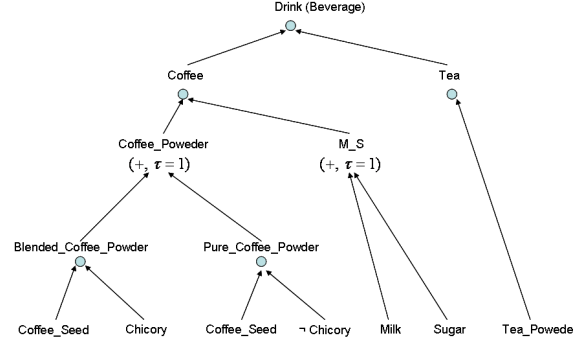 Drink (Beverage)
Coffee Tea
Coffee_Poweder M_S
(+, τ = 1) (+, τ = 1)
Blended_Coffee_Powder Pure_Coffee_Powder
Coffee_Seed Chicory Coffee_Seed ¬ Chicory Milk Sugar Tea_Powede